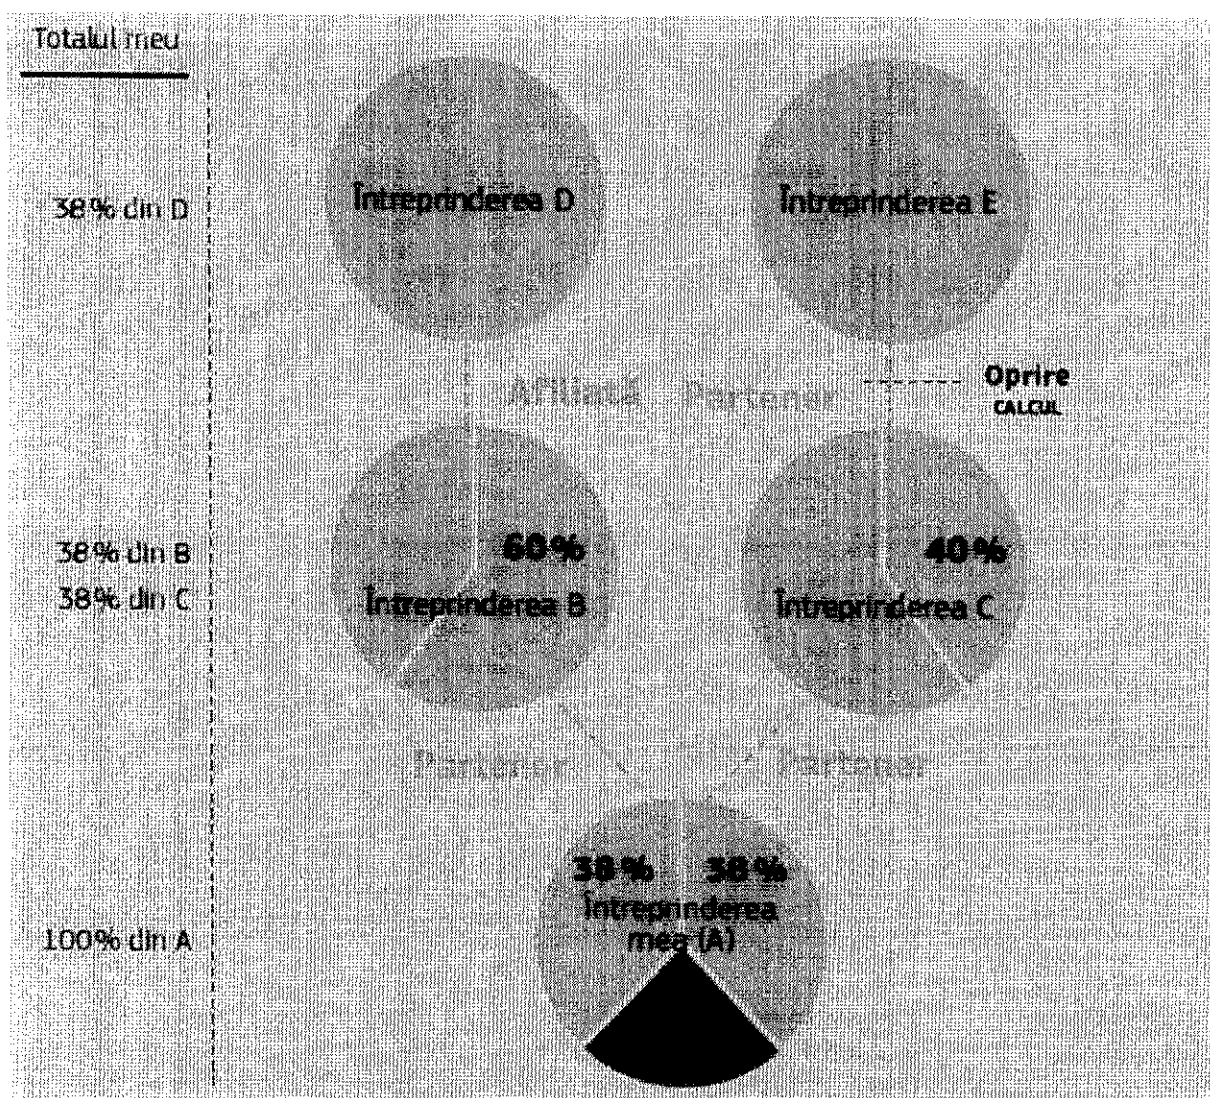 Totalul meu
38% din D
Întreprinderea D
Întreprinderea E
Afiliată
Partener
Oprire
CALCUL
38% din B
38% din C
60%
Întreprinderea B
40%
Întreprinderea C
Partener
Partener
38%
38%
Întreprinderea
mea (A)
100% din A